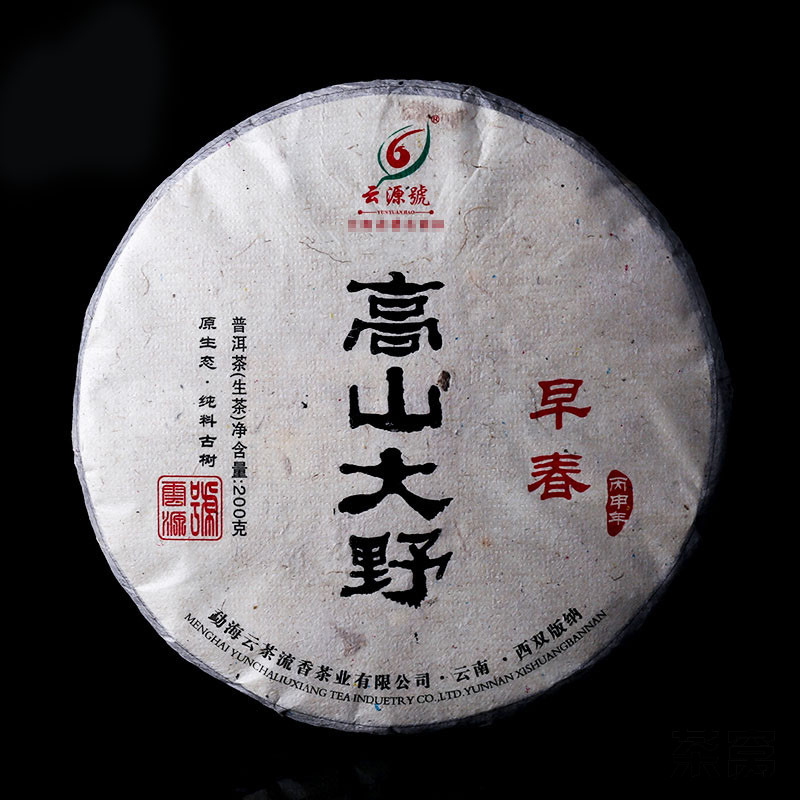 ®
云源號
YUNYUANHAO
高山大野
早春
丙申年
普洱茶(生茶)净含量:200克
原生态·纯料古树
雲源號
勐海云茶流香茶业有限公司·云南·西双版纳
MENGHAI YUNCHALIUXIANG TEA INDUETRY CO.,LTD.YUNNAN XISHUANGBANNAN